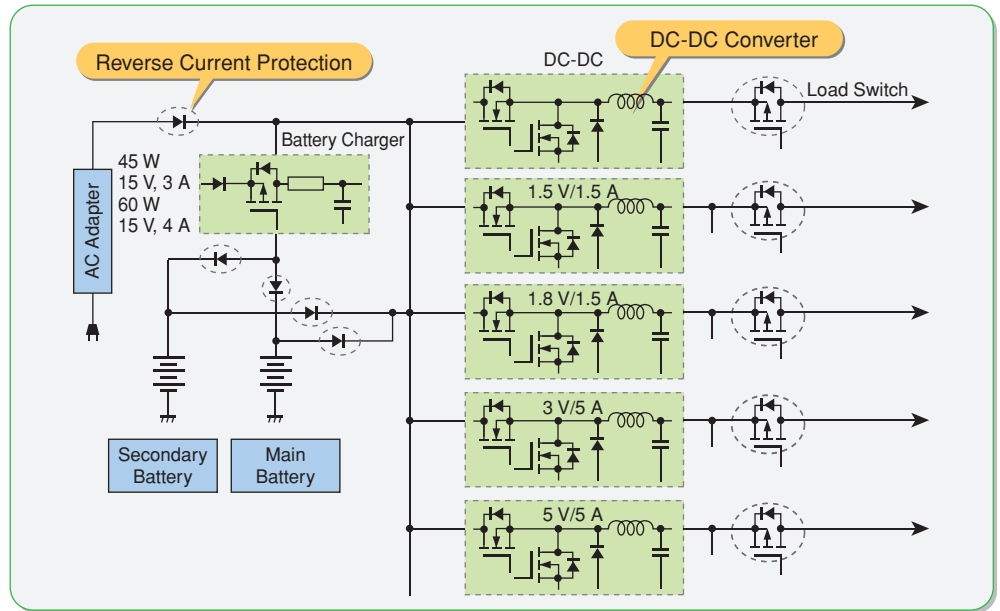 DC-DC Converter
Reverse Current Protection
DC-DC
Load Switch
Battery Charger
45 W
15 V, 3 A
60 W
15 V, 4 A
AC Adapter
1.5 V/1.5 A
1.8 V/1.5 A
3 V/5 A
5 V/5 A
Secondary
Battery
Main
Battery